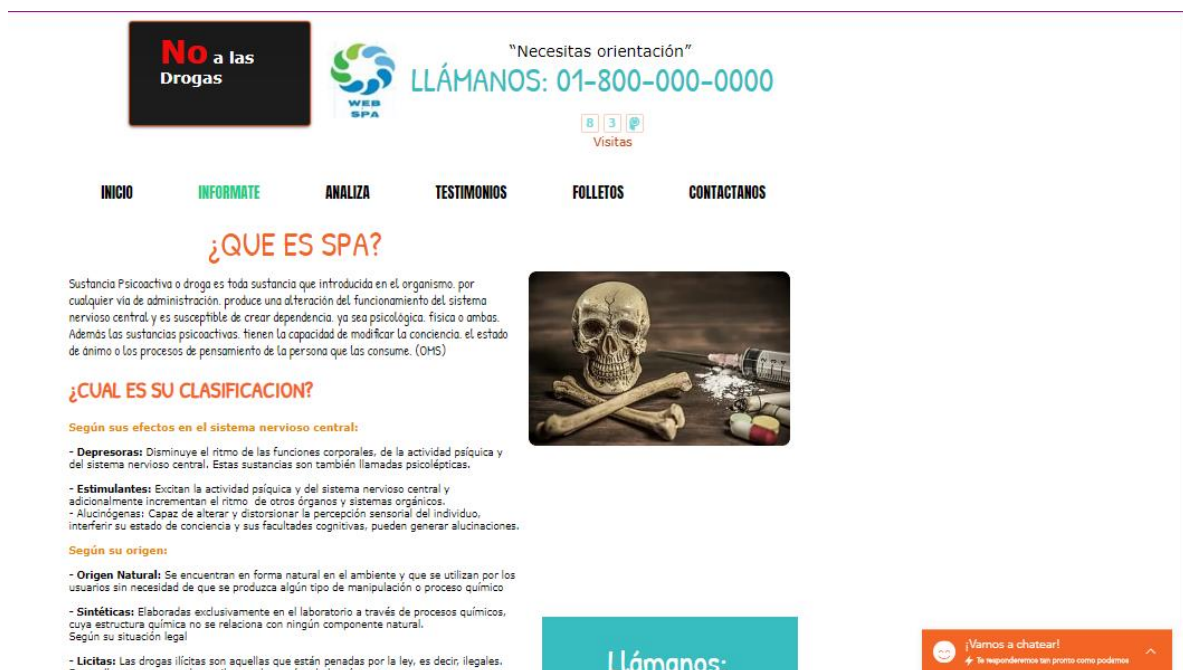 No a las
Drogas
WEB
SPA
“Necesitas orientación”
LLÁMANOS: 01-800-000-0000
8 3
Visitas
INICIO INFORMATE ANALIZA TESTIMONIOS FOLLETOS CONTACTANOS
¿QUE ES SPA?
Sustancia Psicoactiva o droga es toda sustancia que introducida en el organismo. por
cualquier vía de administración. produce una alteración del funcionamiento del sistema
nervioso central y es susceptible de crear dependencia. ya sea psicológica. física o ambas.
Además las sustancias psicoactivas. tienen la capacidad de modificar la conciencia. el estado
de ánimo o los procesos de pensamiento de la persona que las consume. (OMS)
¿CUAL ES SU CLASIFICACION?
Según sus efectos en el sistema nervioso central:
- Depresoras: Disminuye el ritmo de las funciones corporales, de la actividad psíquica y
del sistema nervioso central. Estas sustancias son también llamadas psicolépticas.
- Estimulantes: Excitan la actividad psíquica y del sistema nervioso central y
adicionalmente incrementan el ritmo de otros órganos y sistemas orgánicos.
- Alucinógenas: Capaz de alterar y distorsionar la percepción sensorial del individuo,
interferir su estado de conciencia y sus facultades cognitivas, pueden generar alucinaciones.
Según su origen:
- Origen Natural: Se encuentran en forma natural en el ambiente y que se utilizan por los
usuarios sin necesidad de que se produzca algún tipo de manipulación o proceso químico
- Sintéticas: Elaboradas exclusivamente en el laboratorio a través de procesos químicos,
cuya estructura química no se relaciona con ningún componente natural.
Según su situación legal
- Licitas: Las drogas ilícitas son aquellas que están penadas por la ley, es decir, ilegales.
Llámanos:
¡Vamos a chatear!
Te responderemos tan pronto como podamos